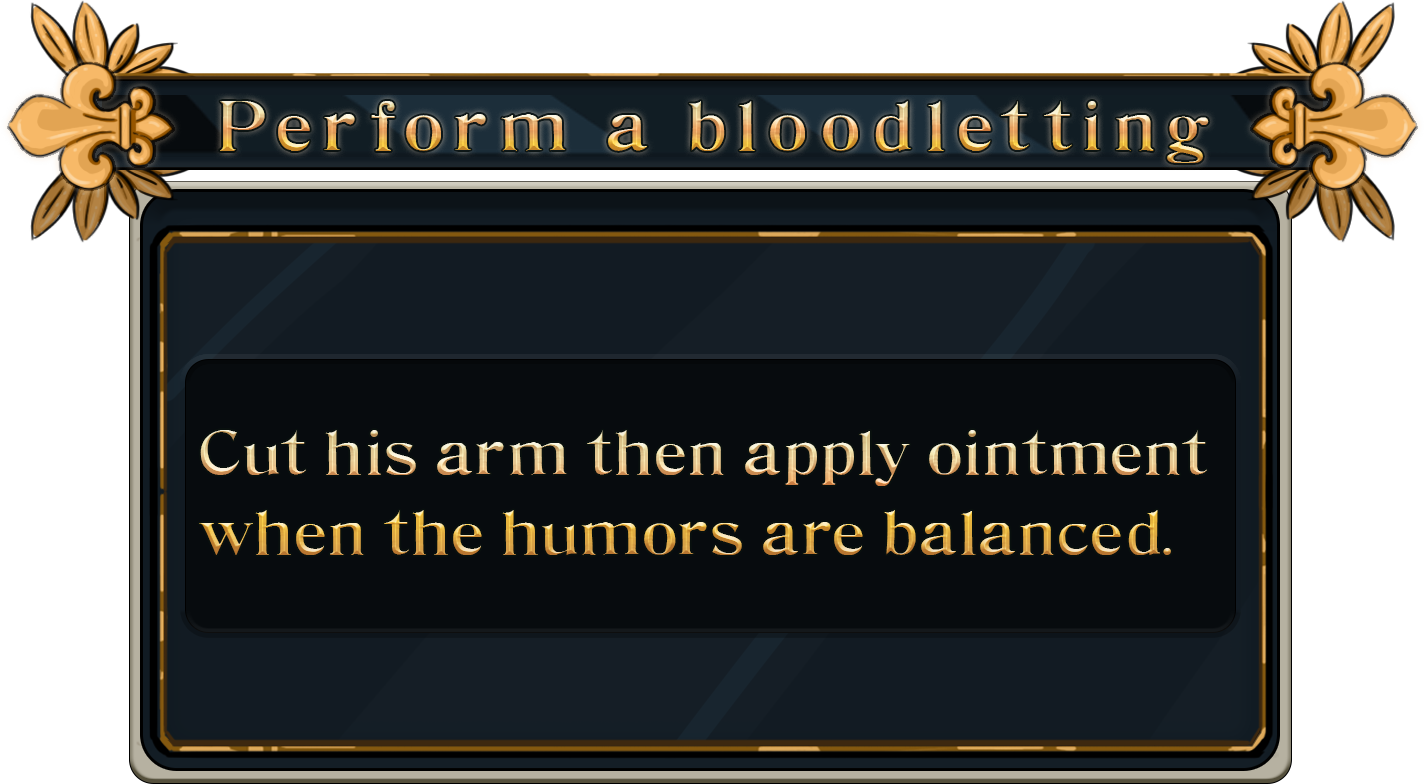 Perform a bloodletting
Cut his arm then apply ointment
when the humors are balanced.